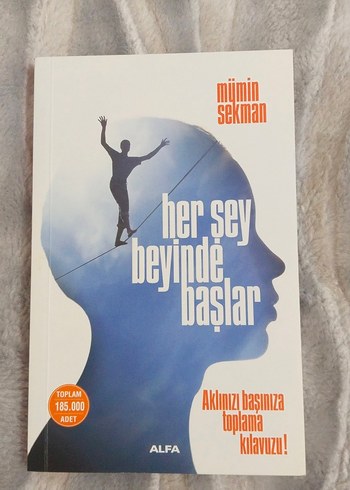 mümin
sekman
her şey
beyinde
başlar
Aklınızı başınıza
toplama
kılavuzu!
TOPLAM
185.000
ADET
ALFA